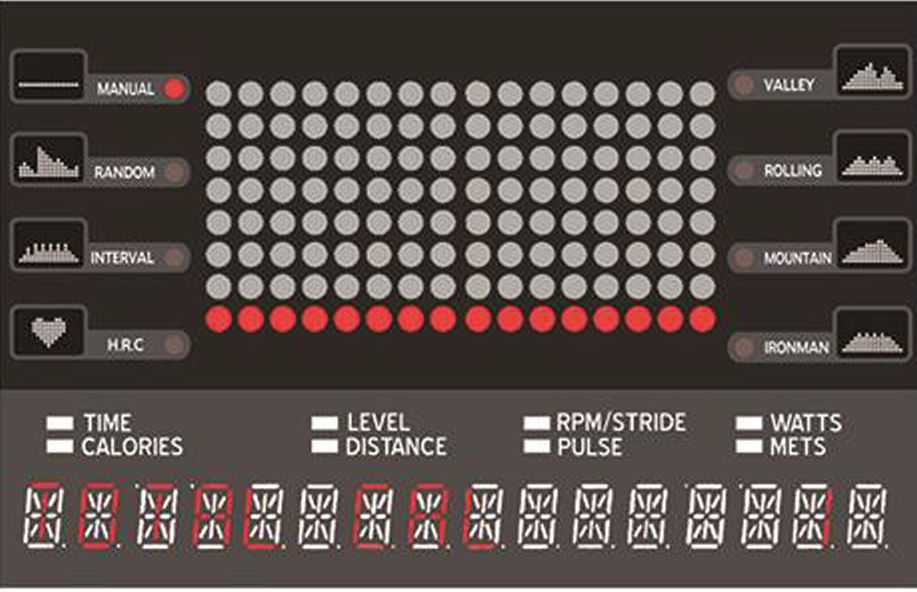 MANUAL
RANDOM
INTERVAL
H.R.C
VALLEY
ROLLING
MOUNTAIN
IRONMAN
TIME
CALORIES
LEVEL
DISTANCE
RPM/STRIDE
PULSE
WATTS
METS